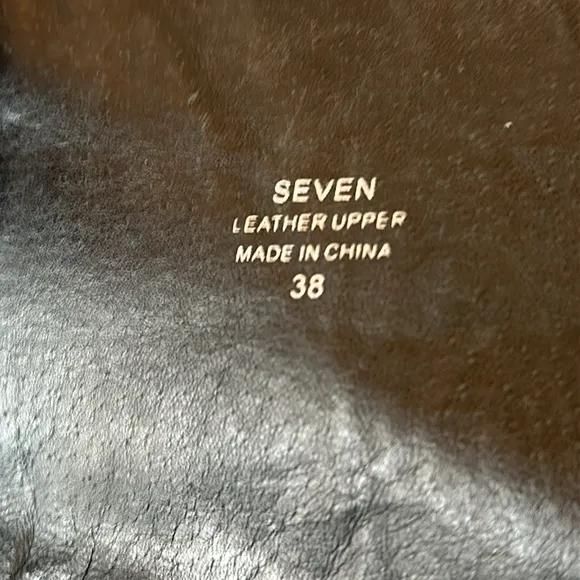 SEVEN
LEATHER UPPER
MADE IN CHINA
38